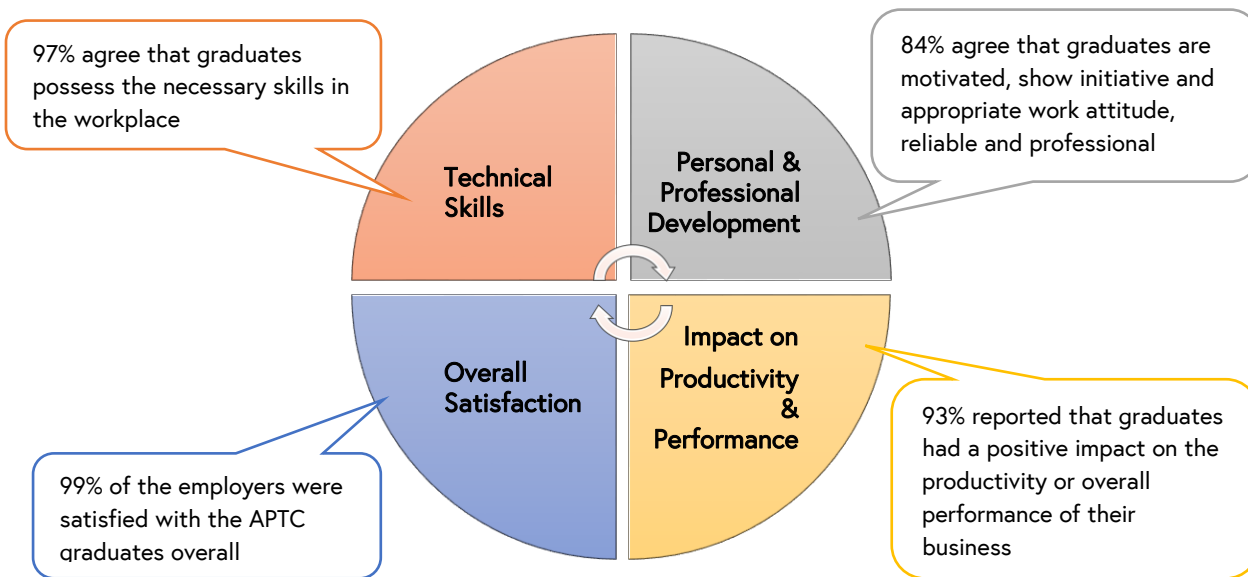 97% agree that graduates
possess the necessary skills in
the workplace
84% agree that graduates are
motivated, show initiative and
appropriate work attitude,
reliable and professional
Technical
Skills
Personal &
Professional
Development
Overall
Satisfaction
Impact on
Productivity
&
Performance
99% of the employers were
satisfied with the APTC
graduates overall
93% reported that graduates
had a positive impact on the
productivity or overall
performance of their
business